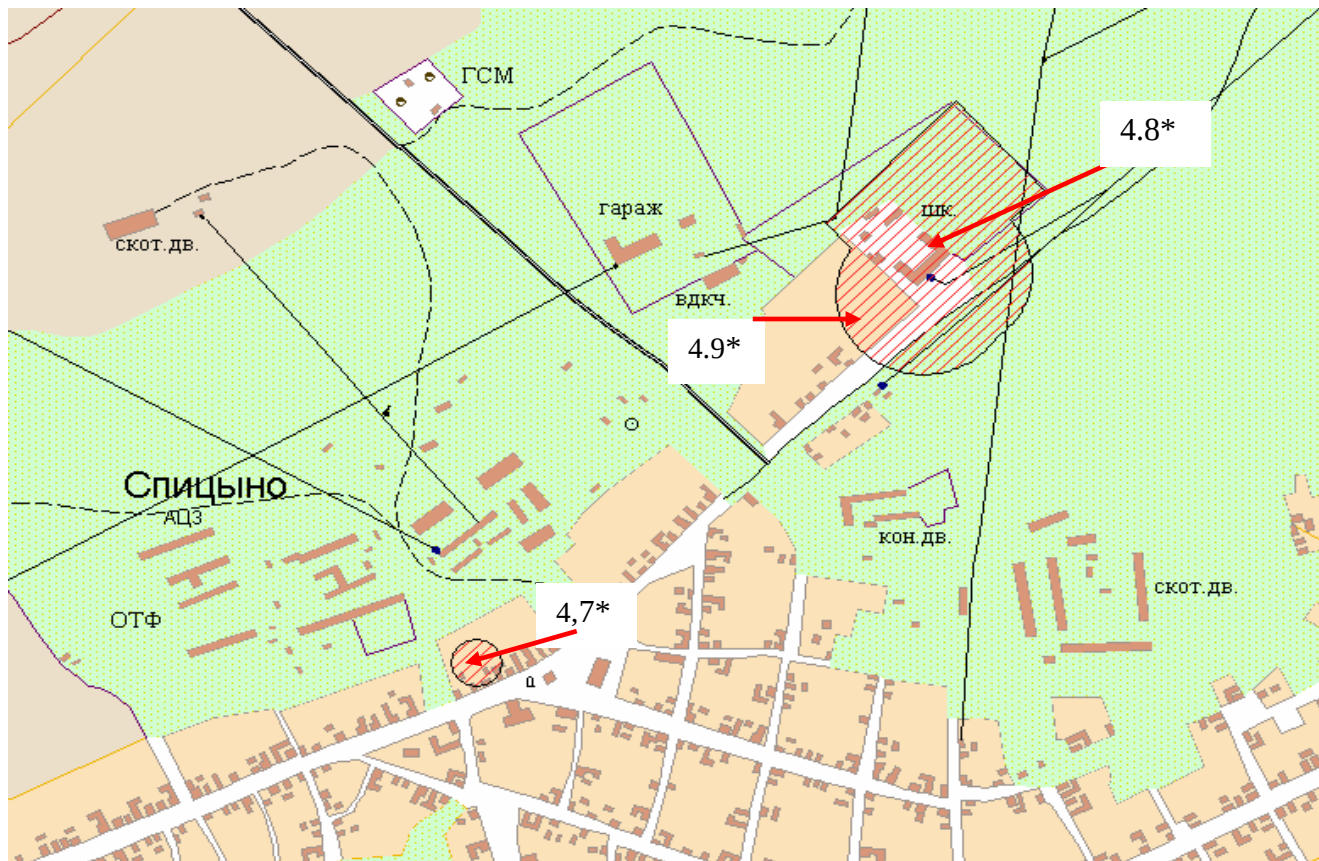 ГСМ
4.8*
гараж
шк.
скот.дв.
вдкч.
4.9*
Спицыно
АЦЗ
кон.дв.
скот.дв.
ОТФ
4,7*
п